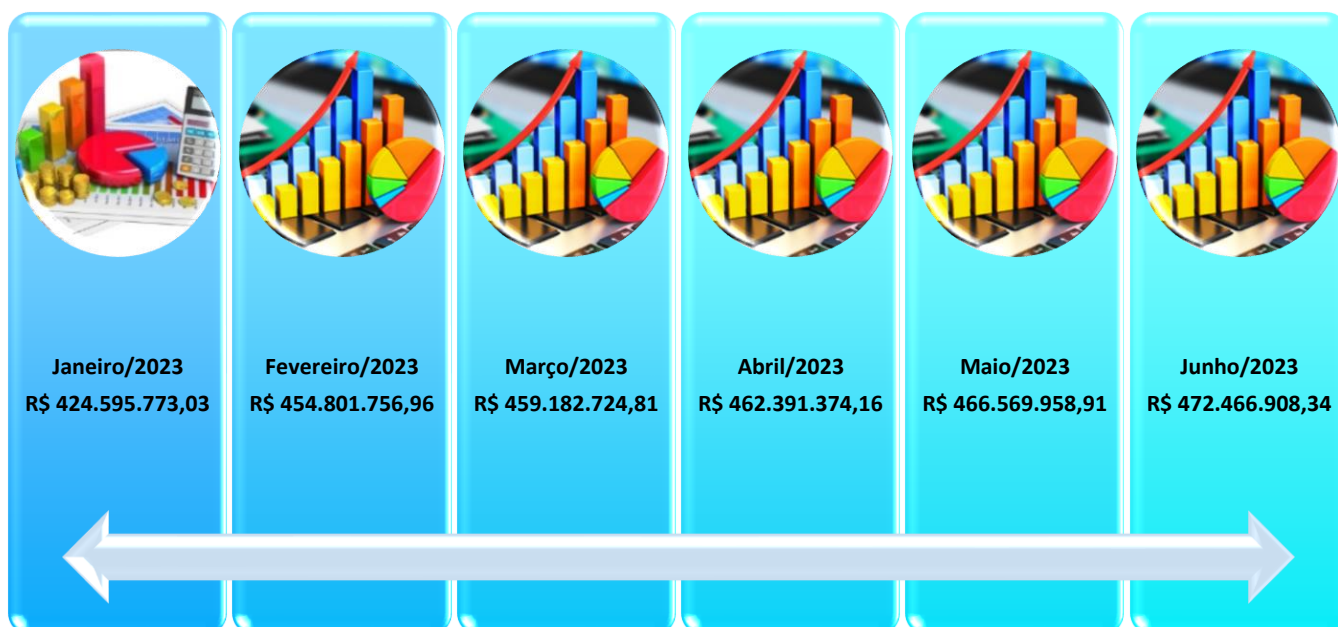 Janeiro/2023
R$ 424.595.773,03
Fevereiro/2023
R$ 454.801.756,96
Março/2023
R$ 459.182.724,81
Abril/2023
R$ 462.391.374,16
Maio/2023
R$ 466.569.958,91
Junho/2023
R$ 472.466.908,34